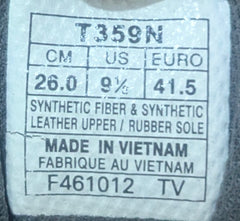 T359N
CM US EURO
26.0 9½ 41.5
SYNTHETIC FIBER & SYNTHETIC
LEATHER UPPER / RUBBER SOLE
MADE IN VIETNAM
FABRIQUE AU VIETNAM
F461012 TV